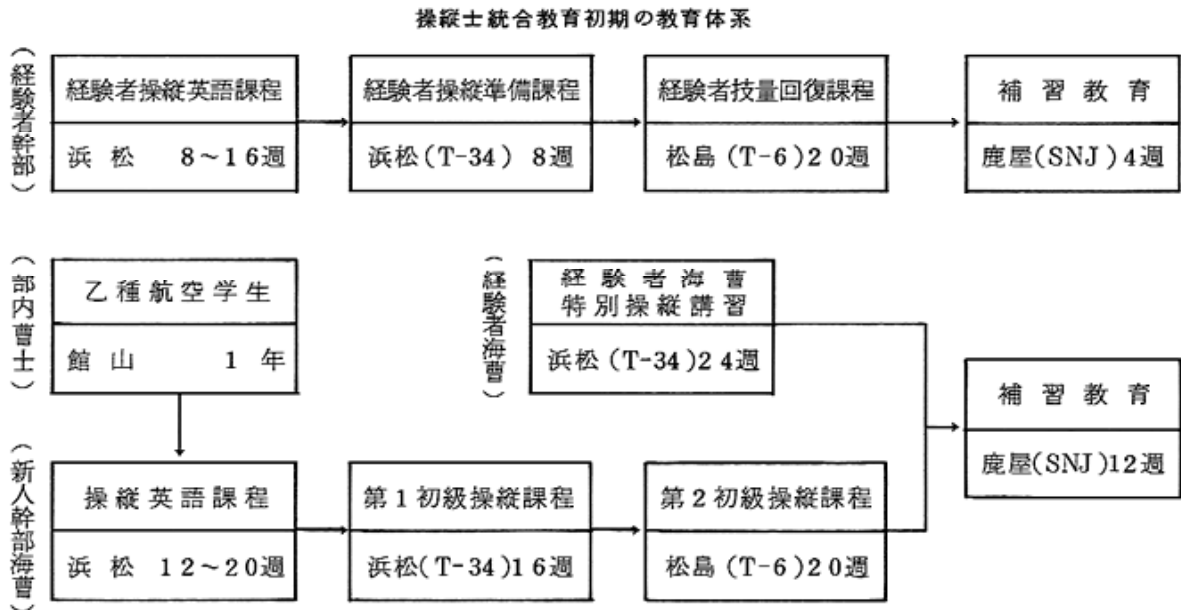 操縦士統合教育初期の教育体系
(経験者幹部)
経験者操縦英語課程
浜松 8~16週
経験者操縦準備課程
浜松(T-34) 8週
経験者技量回復課程
松島(T-6)20週
補習教育
鹿屋(SNJ)4週
(部内曹士)
乙種航空学生
館山 1年
(経験者海曹)
経験者海曹
特別操縦講習
浜松(T-34)24週
補習教育
鹿屋(SNJ)12週
(新人幹部海曹)
操縦英語課程
浜松 12~20週
第1初級操縦課程
浜松(T-34)16週
第2初級操縦課程
松島(T-6)20週